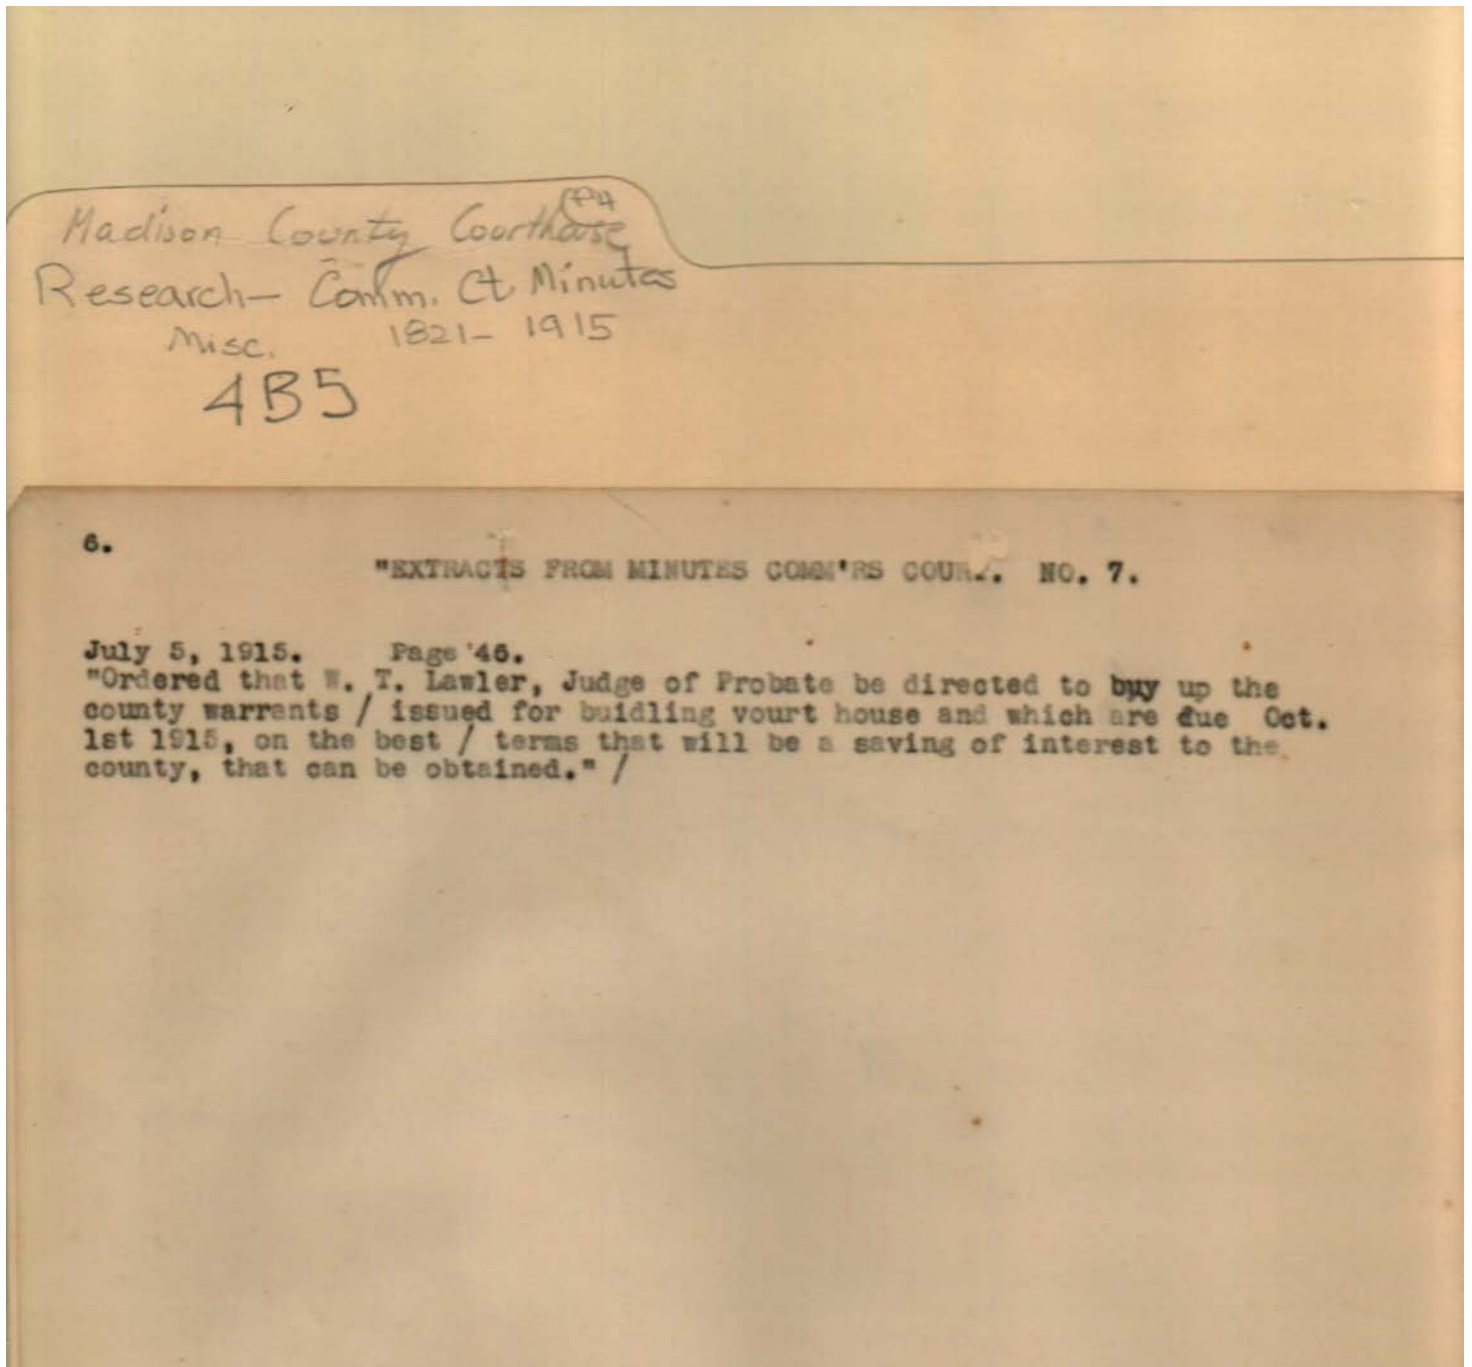 P4
Madison County Courthouse
Research- Comm. Ct. Minutes
Misc. 1821- 1915
4B5
6.
"EXTRACTS FROM MINUTES COMM'RS COURT. NO. 7.
July 5, 1915. Page 46.
"Ordered that W. T. Lawler, Judge of Probate be directed to buy up the
county warrants / issued for buidling vourt house and which are due Oct.
1st 1915, on the best / terms that will be a saving of interest to the
county, that can be obtained." /